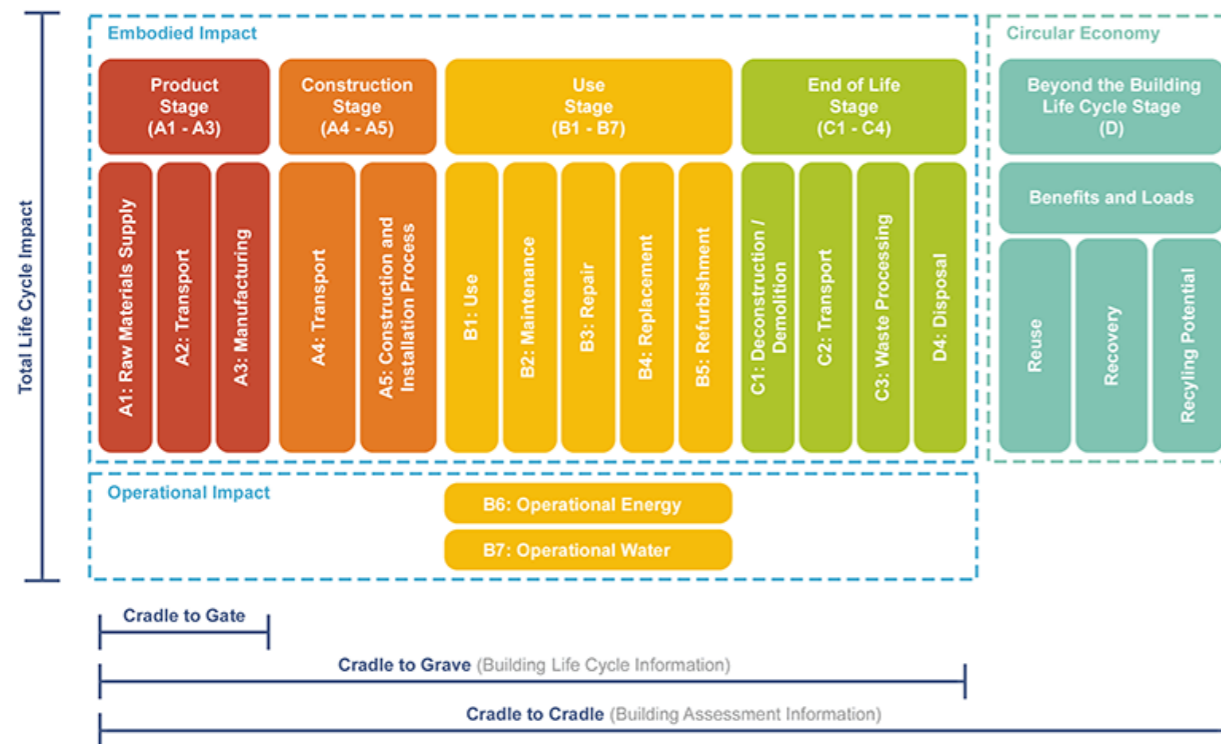 Total Life Cycle Impact
Embodied Impact
Product
Stage
(A1 - A3)
Construction
Stage
(A4 - A5)
Use
Stage
(B1 - B7)
End of Life
Stage
(C1 - C4)
A1: Raw Materials Supply
A2: Transport
A3: Manufacturing
A4: Transport
A5: Construction and
Installation Process
B1: Use
B2: Maintenance
B3: Repair
B4: Replacement
B5: Refurbishment
C1: Deconstruction /
Demolition
C2: Transport
C3: Waste Processing
D4: Disposal
Circular Economy
Beyond the Building
Life Cycle Stage
(D)
Benefits and Loads
Reuse
Recovery
Recyling Potential
Operational Impact
B6: Operational Energy
B7: Operational Water
Cradle to Gate
Cradle to Grave (Building Life Cycle Information)
Cradle to Cradle (Building Assessment Information)